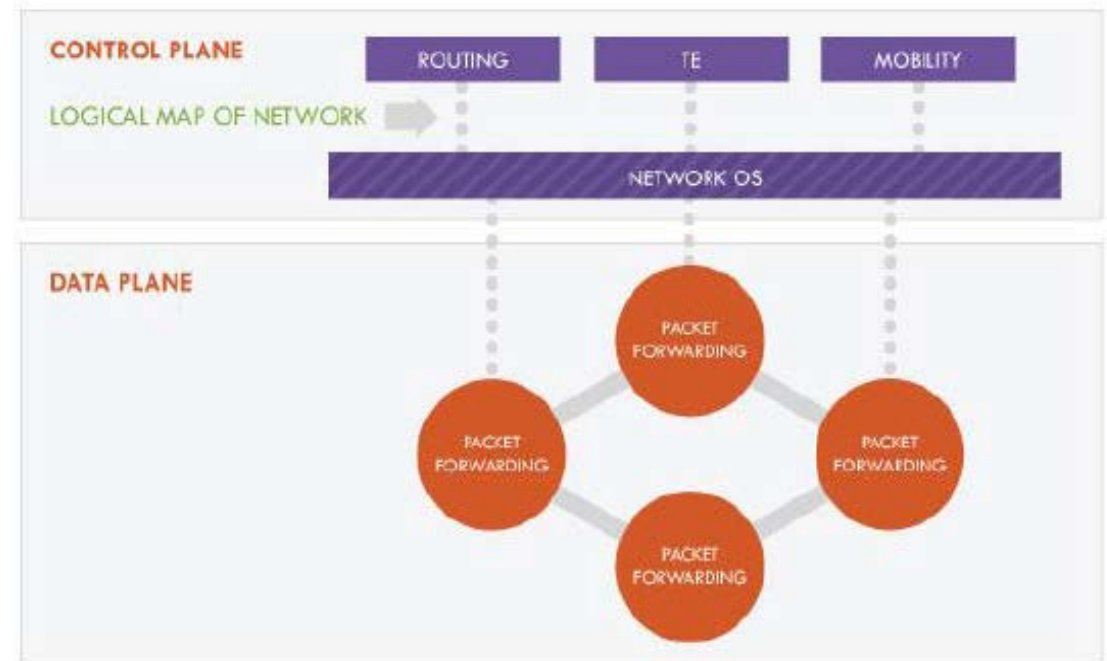 CONTROL PLANE
ROUTING
TE
MOBILITY
LOGICAL MAP OF NETWORK
NETWORK OS
DATA PLANE
PACKET
FORWARDING
PACKET
FORWARDING
PACKET
FORWARDING
PACKET
FORWARDING